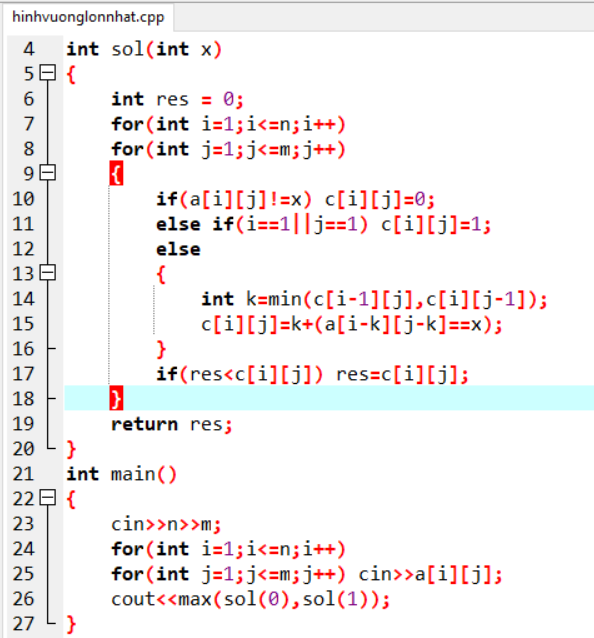 hinhvuonglonnhat.cpp
4 int sol(int x)
5 {
6 int res = 0;
7 for(int i=1;i<=n;i++)
8 for(int j=1;j<=m;j++)
9 {
10 if(a[i][j]!=x) c[i][j]=0;
11 else if(i==1||j==1) c[i][j]=1;
12 else
13 {
14 int k=min(c[i-1][j],c[i][j-1]);
15 c[i][j]=k+(a[i-k][j-k]==x);
16 }
17 if(res<c[i][j]) res=c[i][j];
18 }
19 return res;
20 }
21 int main()
22 {
23 cin>>n>>m;
24 for(int i=1;i<=n;i++)
25 for(int j=1;j<=m;j++) cin>>a[i][j];
26 cout<<max(sol(0),sol(1));
27 }